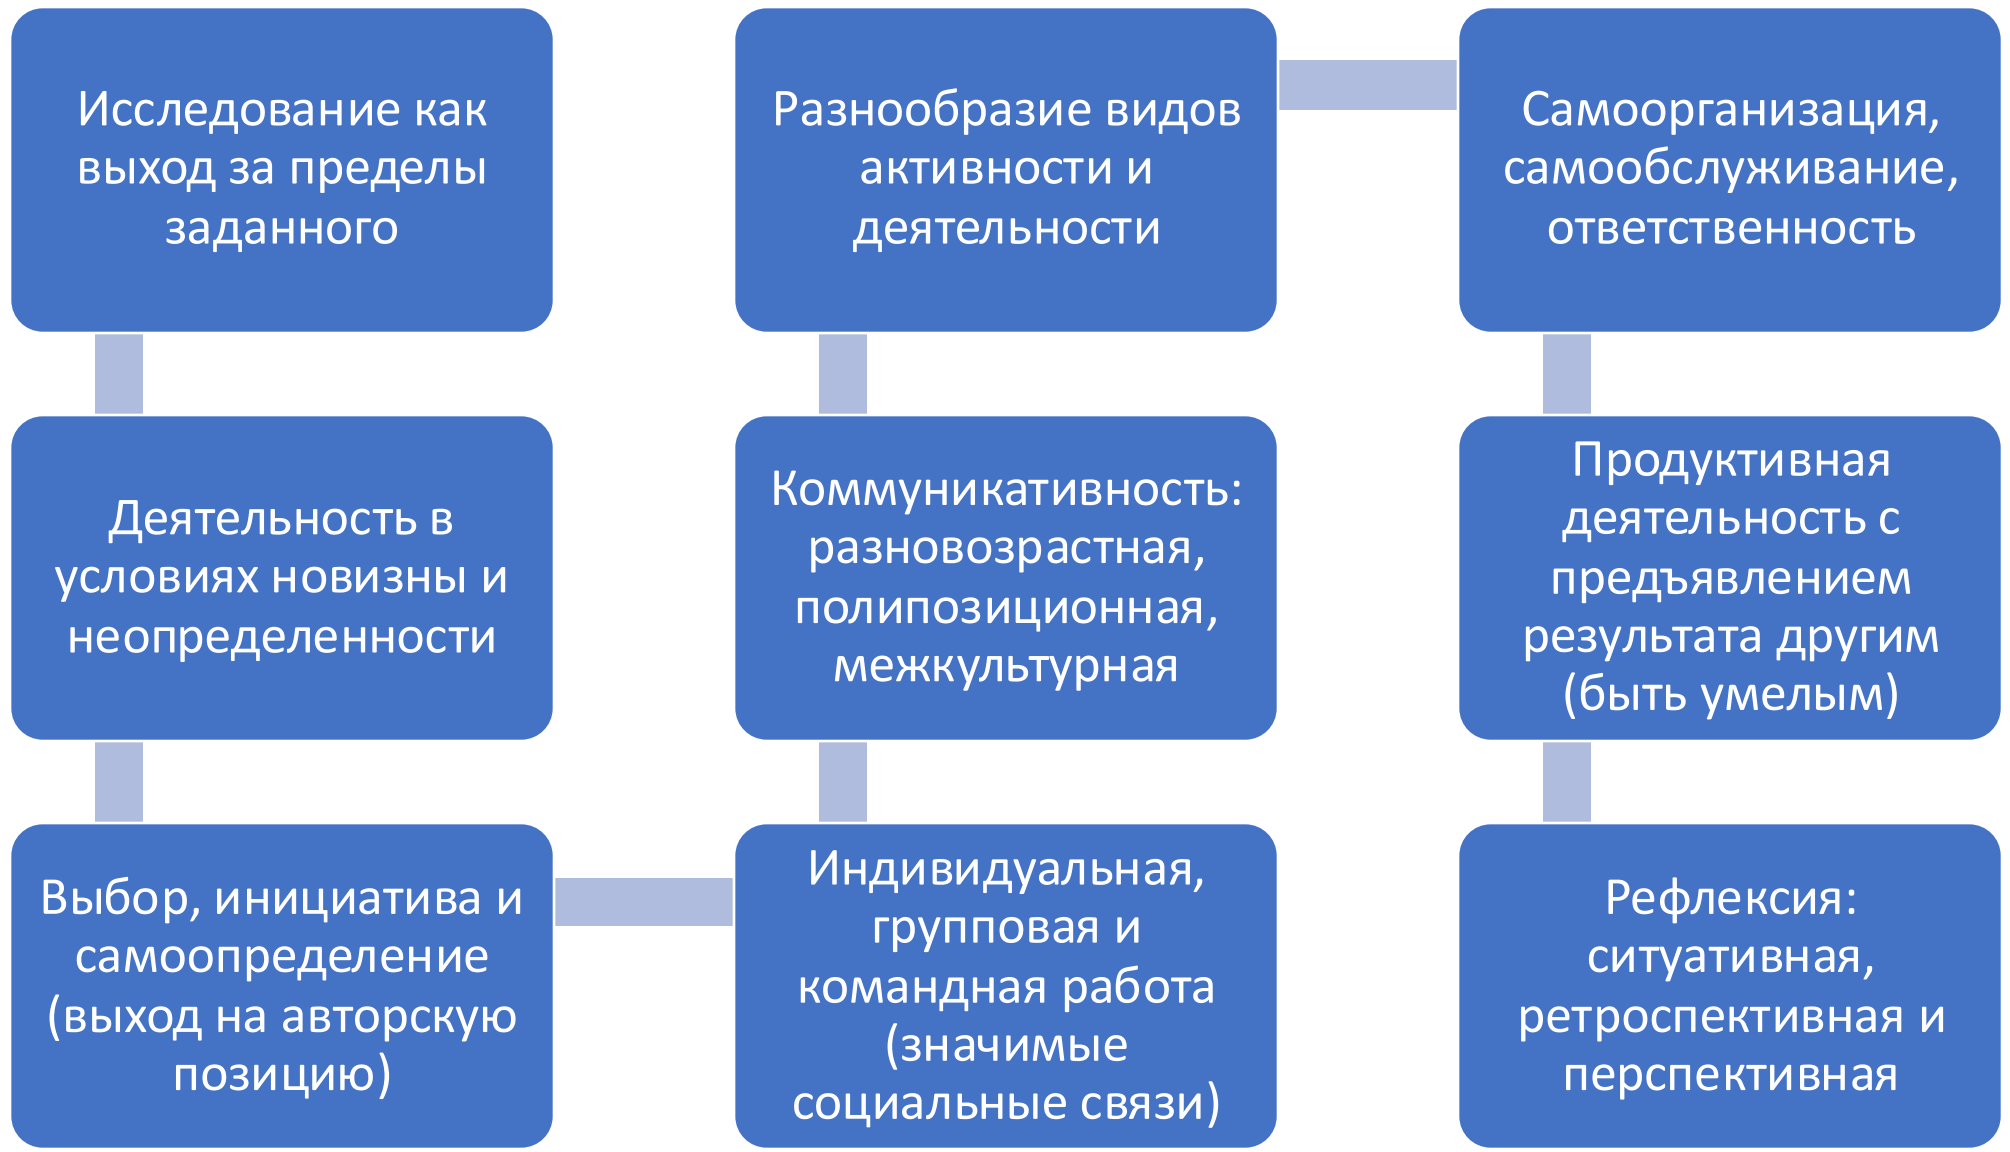 Исследование как
выход за пределы
заданного
Деятельность в
условиях новизны и
неопределенности
Выбор, инициатива и
самоопределение
(выход на авторскую
позицию)
Индивидуальная,
групповая и
командная работа
(значимые
социальные связи)
Коммуникативность:
разновозрастная,
полипозиционная,
межкультурная
Разнообразие видов
активности и
деятельности
Самоорганизация,
самообслуживание,
ответственность
Продуктивная
деятельность с
предъявлением
результата другим
(быть умелым)
Рефлексия:
ситуативная,
ретроспективная и
перспективная